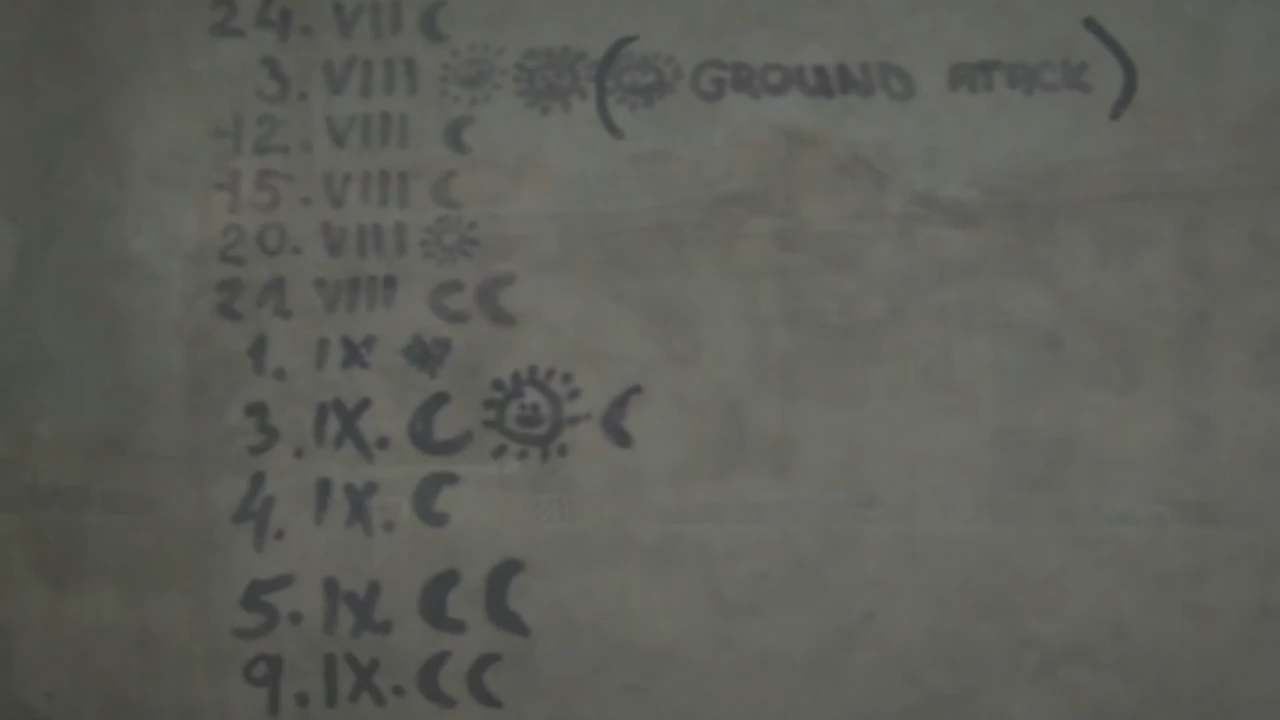 24. VII
3. VIII (GROUND ATACK)
12. VIII
15. VIII
20. VIII
21 VIII
1. IX
3. IX.
4. IX.
5. IX
9. IX.